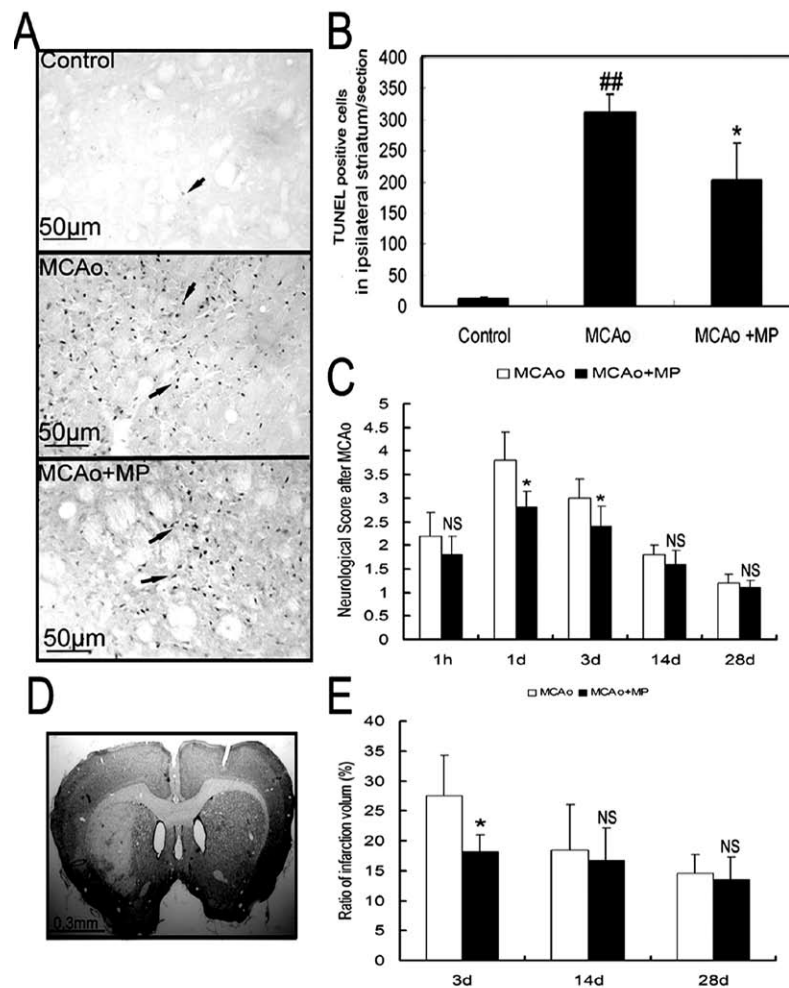 A
Control
50μm
MCAo.
50μm
MCAo+MP
50μm
B
TUNEL positive cells
in ipsilateral striatum/section
400
350
300
250
200
150
100
50
0
##
*
Control
MCAo
MCAo +MP
C
MCAo
MCAo+MP
Neurological Score after MCAo
5
4.5
4
3.5
3
2.5
2
1.5
1
0.5
0
NS
*
*
NS
NS
1h
1d
3d
14d
28d
D
0.3mm
E
MCAo
MCAo+MP
Ratio of infarction volum (%)
40
35
30
25
20
15
10
5
0
*
NS
NS
3d
14d
28d